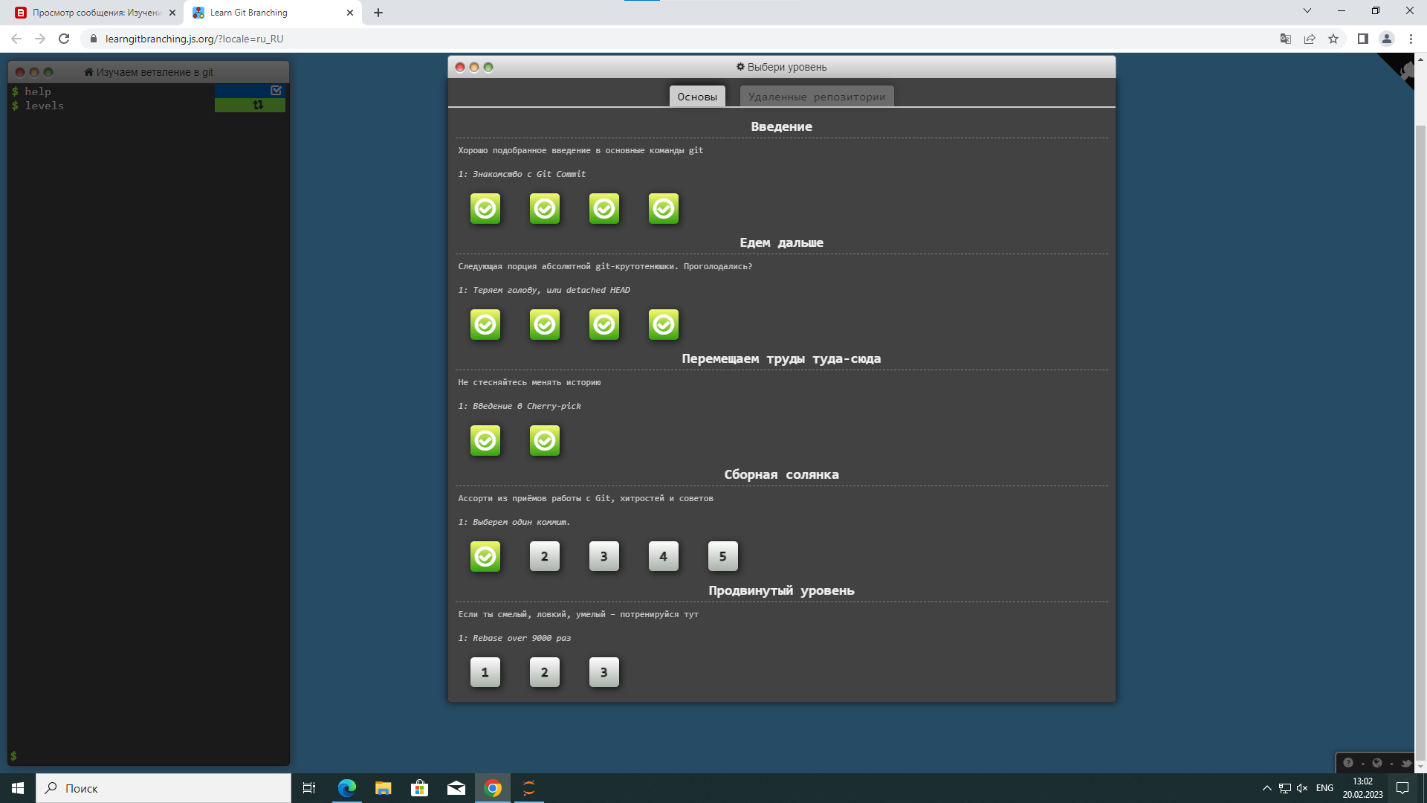 Просмотр сообщения: Изучени
Learn Git Branching
learngitbranching.js.org/?locale=ru_RU
Изучаем ветвление в git
$ help
$ levels
$
Выбери уровень
Основы
Удаленные репозитории
Введение
Хорошо подобранное введение в основные команды git
1: Знакомство с Git Commit
Едем дальше
Следующая порция абсолютной git-крутотенюшки. Проголодались?
1: Теряем голову, или detached HEAD
Перемещаем труды туда-сюда
Не стесняйтесь менять историю
1: Введение в Cherry-pick
Сборная солянка
Ассорти из приёмов работы с Git, хитростей и советов
1: Выберем один коммит.
2 3 4 5
Продвинутый уровень
Если ты смелый, ловкий, умелый – потренируйся тут
1: Rebase over 9000 раз
1 2 3
Поиск
ENG
13:02
20.02.2023